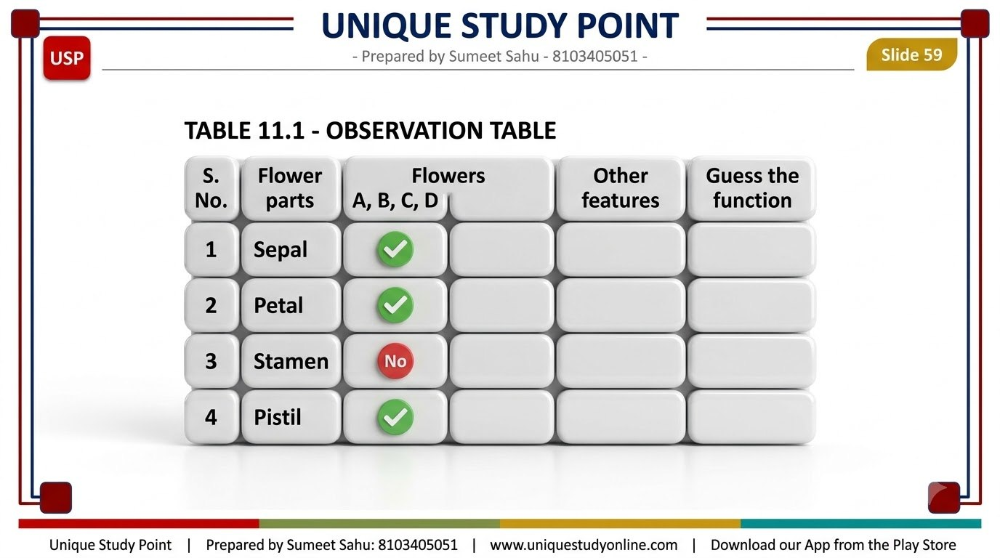 UNIQUE STUDY POINT
- Prepared by Sumeet Sahu - 8103405051 -
USP
Slide 59
TABLE 11.1 - OBSERVATION TABLE
S. No. Flower parts Flowers A, B, C, D Other features Guess the function
1 Sepal
2 Petal
3 Stamen No
4 Pistil
Unique Study Point | Prepared by Sumeet Sahu: 8103405051 | www.uniquestudyonline.com | Download our App from the Play Store